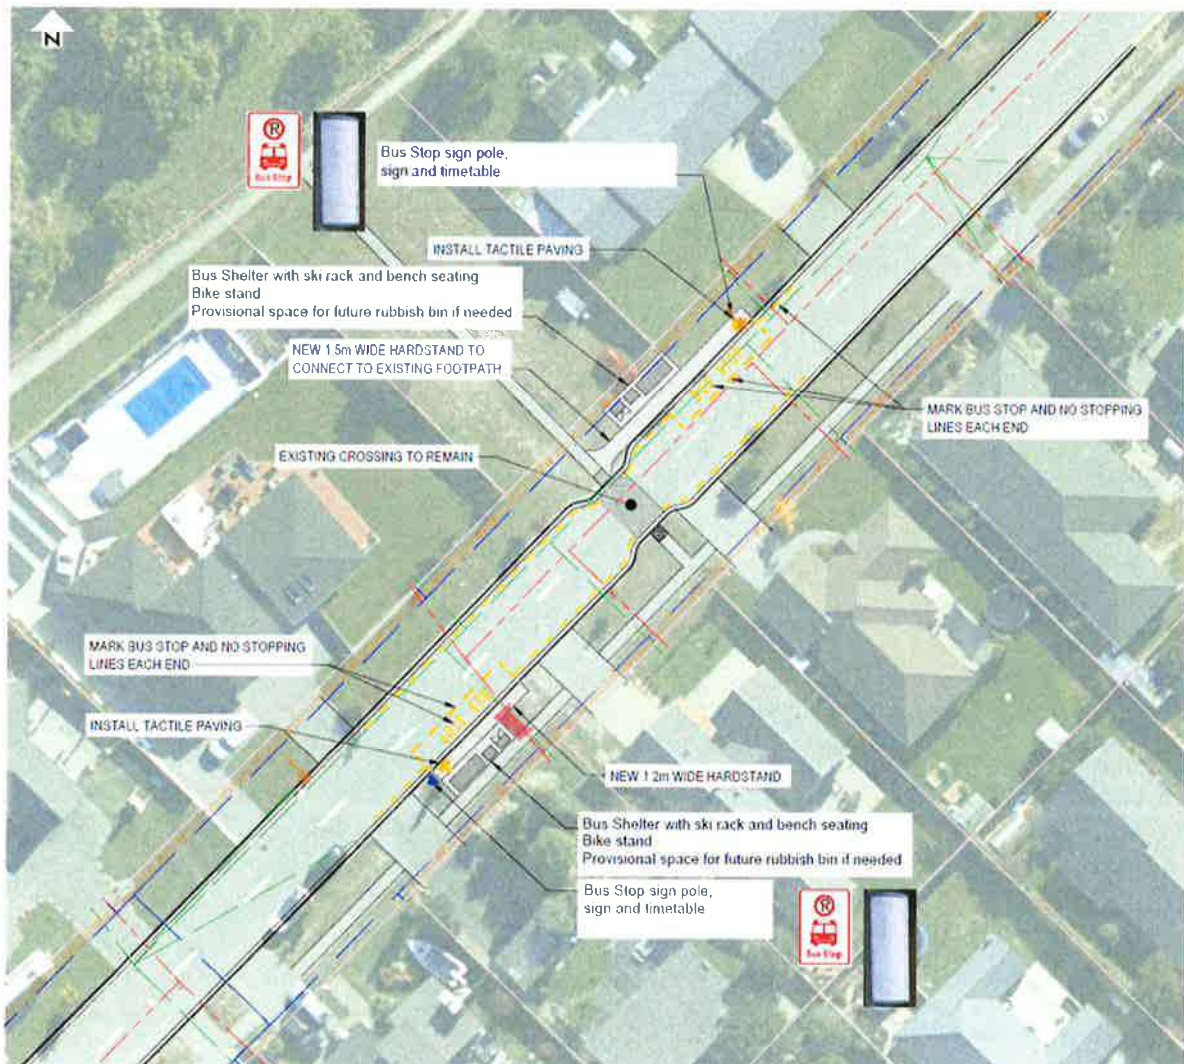 N
R
Bus Stop
Bus Stop sign pole,
sign and timetable
INSTALL TACTILE PAVING
Bus Shelter with ski rack and bench seating
Bike stand
Provisional space for future rubbish bin if needed
NEW 1.5m WIDE HARDSTAND TO
CONNECT TO EXISTING FOOTPATH
MARK BUS STOP AND NO STOPPING
LINES EACH END
EXISTING CROSSING TO REMAIN
MARK BUS STOP AND NO STOPPING
LINES EACH END
INSTALL TACTILE PAVING
NEW 1.2m WIDE HARDSTAND
Bus Shelter with ski rack and bench seating
Bike stand
Provisional space for future rubbish bin if needed
Bus Stop sign pole,
sign and timetable
R
Bus Stop